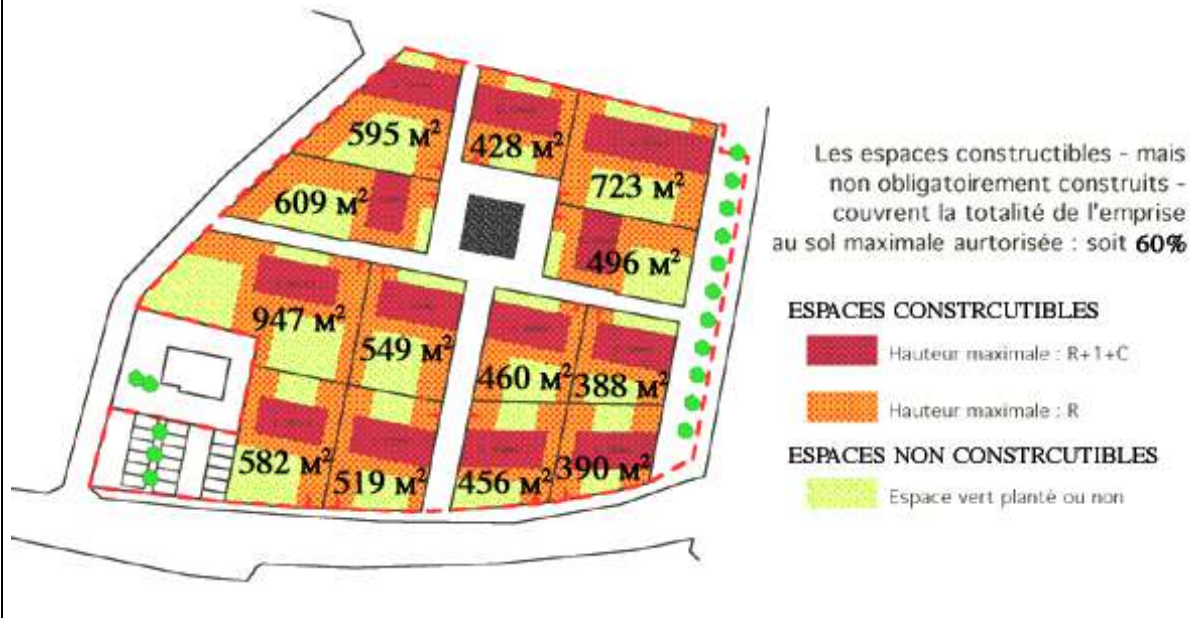 595 M²
428 M²
723 M²
609 M²
496 M²
947 M²
549 M²
460 M²
388 M²
582 M²
519 M²
456 M²
390 M²
Les espaces constructibles - mais
non obligatoirement construits -
couvrent la totalité de l'emprise
au sol maximale aurtorisée : soit 60%
ESPACES CONSTRCUTIBLES
Hauteur maximale : R+1+C
Hauteur maximale : R
ESPACES NON CONSTRCUTIBLES
Espace vert planté ou non